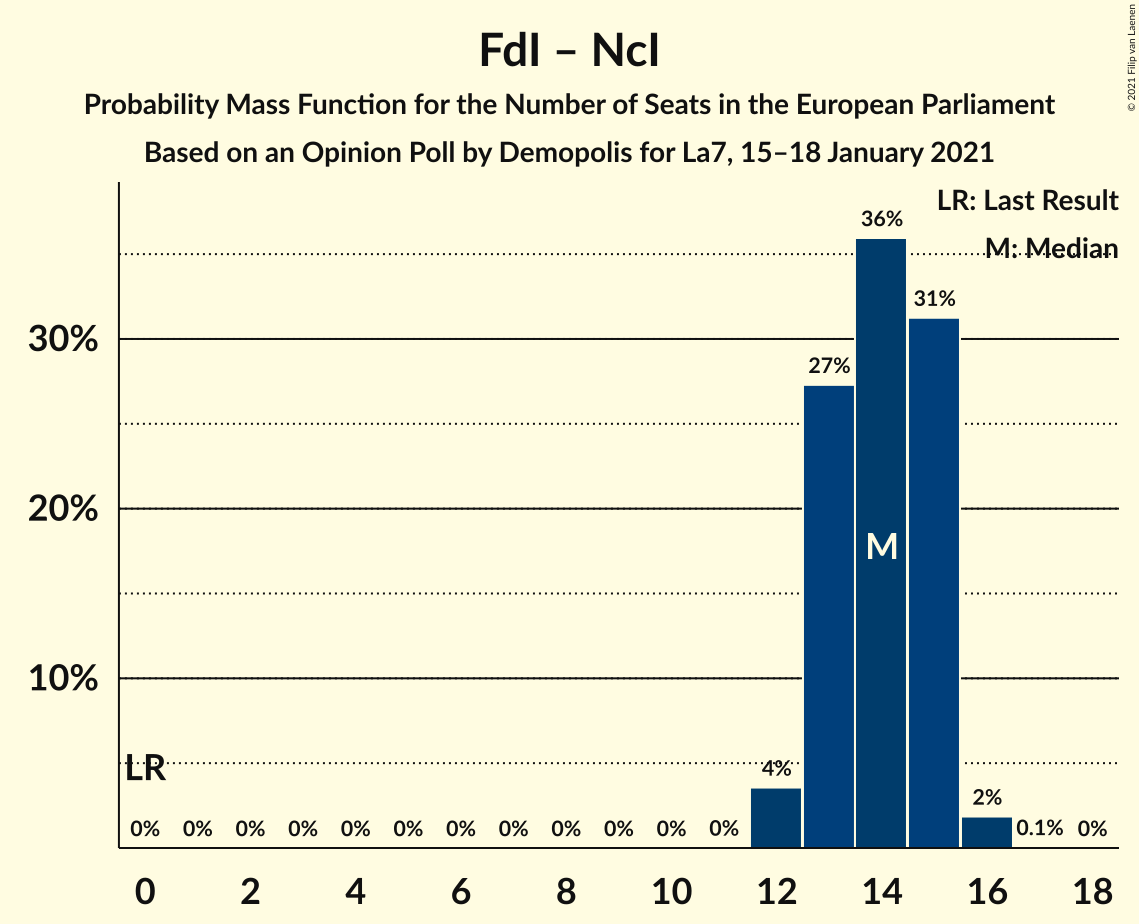 FdI – NcI
Probability Mass Function for the Number of Seats in the European Parliament
Based on an Opinion Poll by Demopolis for La7, 15–18 January 2021
© 2021 Filip van Laenen
LR: Last Result
M: Median
36%
31%
30%
27%
20%
M
10%
LR
4%
2%
0% 0% 0% 0% 0% 0% 0% 0% 0% 0% 0% 0% 0.1% 0%
0 2 4 6 8 10 12 14 16 18